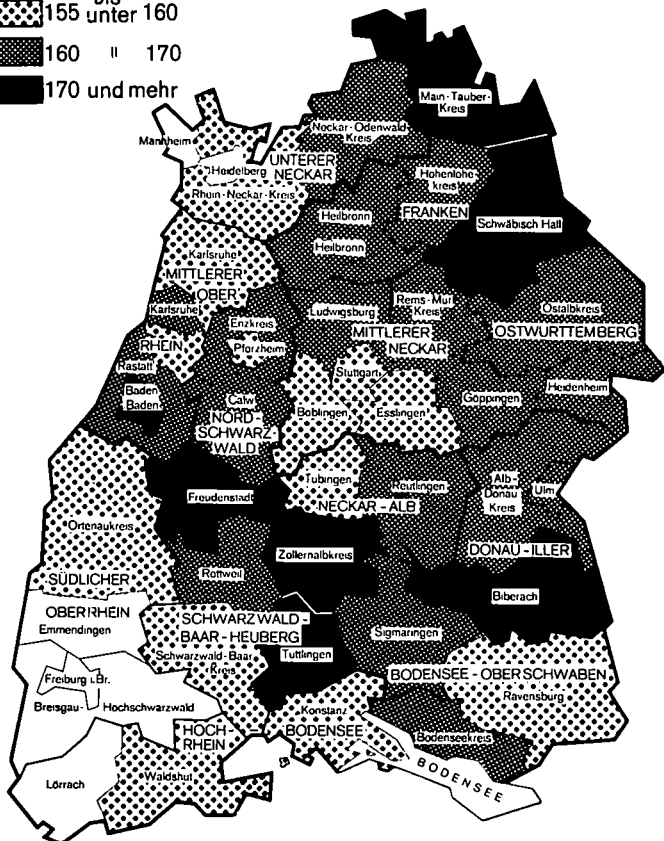 bis
155 unter 160
160 " 170
170 und mehr
Main-Tauber-
Kreis
Neckar-Odenwald
Kreis
Mannheim
UNTERER
NECKAR
Heidelberg
Rhein-Neckar-Kreis
Hohenlohe
kreis
Heilbronn
FRANKEN
Schwäbisch Hall
Heilbronn
Karlsruhe
MITTLERER
OBER
Karlsruhe
Enzkreis
Ludwigsburg
Rems-Mur
Kreis
Ostalbkreis
OSTWURTTEMBERG
MITTLERER
NECKAR
RHEIN
Pforzheim
Rastatt
Stuttgart
Baden
Baden-
Calw
Böblingen
Esslingen
Göppingen
Heidenheim
NORD-
SCHWARZ-
WALD
Freudenstadt
Tübingen
Reutlingen
Alb-
Donau
Kreis
Ulm
NECKAR-ALB
Ortenaukreis
Zollernalbkreis
DONAU-ILLER
Rottweil
SÜDLICHER
Biberach
OBERRHEIN
Emmendingen
SCHWARZWALD-
BAAR-HEUBERG
Schwarzwald-Baar
Kreis
Tuttlingen
Sigmaringen
BODENSEE-OBERSCHWABEN
Ravensburg
Freiburg i.Br.
Breisgau-Hochschwarzwald
Konstanz
BODENSEE
HOCH-
RHEIN
Bodenseekreis
Lörrach
Waldshut
BODENSEE